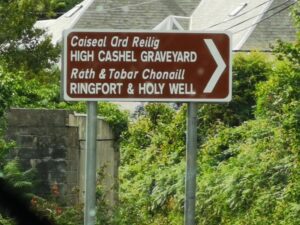 Caiseal Ard Reilig
HIGH CASHEL GRAVEYARD
Rath & Tobar Chonaill
RINGFORT & HOLY WELL